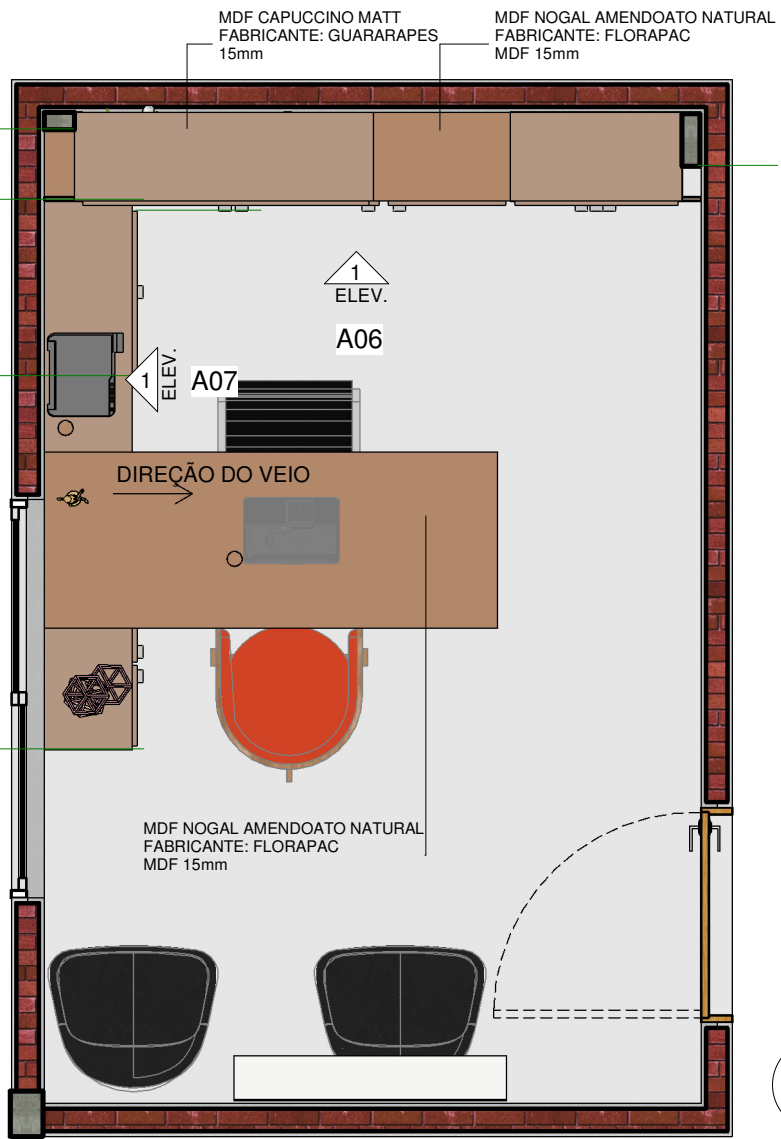 MDF CAPUCCINO MATT
FABRICANTE: GUARARAPES
15mm
MDF NOGAL AMENDOATO NATURAL
FABRICANTE: FLORAPAC
MDF 15mm
1
ELEV.
A06
1
ELEV.
A07
DIREÇÃO DO VEIO
MDF NOGAL AMENDOATO NATURAL
FABRICANTE: FLORAPAC
MDF 15mm